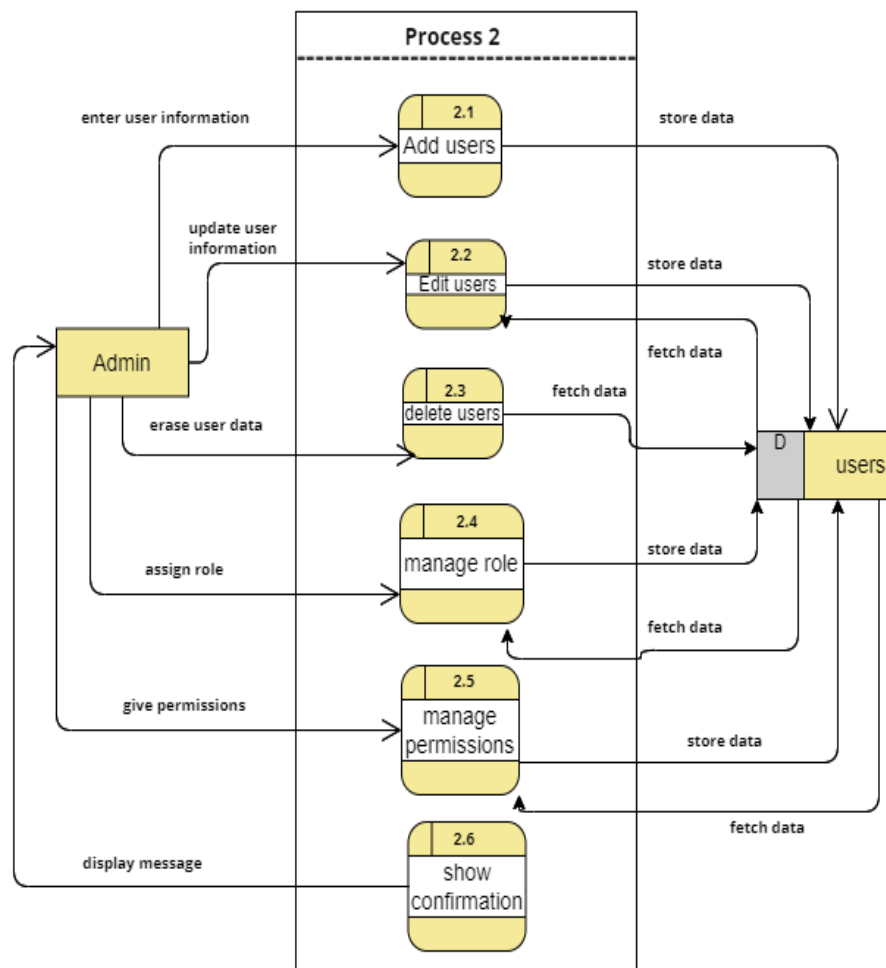 Process 2
enter user information
2.1
Add users
store data
update user
information
2.2
Edit users
store data
fetch data
Admin
2.3
delete users
fetch data
erase user data
D
users
2.4
manage role
store data
assign role
fetch data
2.5
manage
permissions
give permissions
store data
fetch data
2.6
show
confirmation
display message